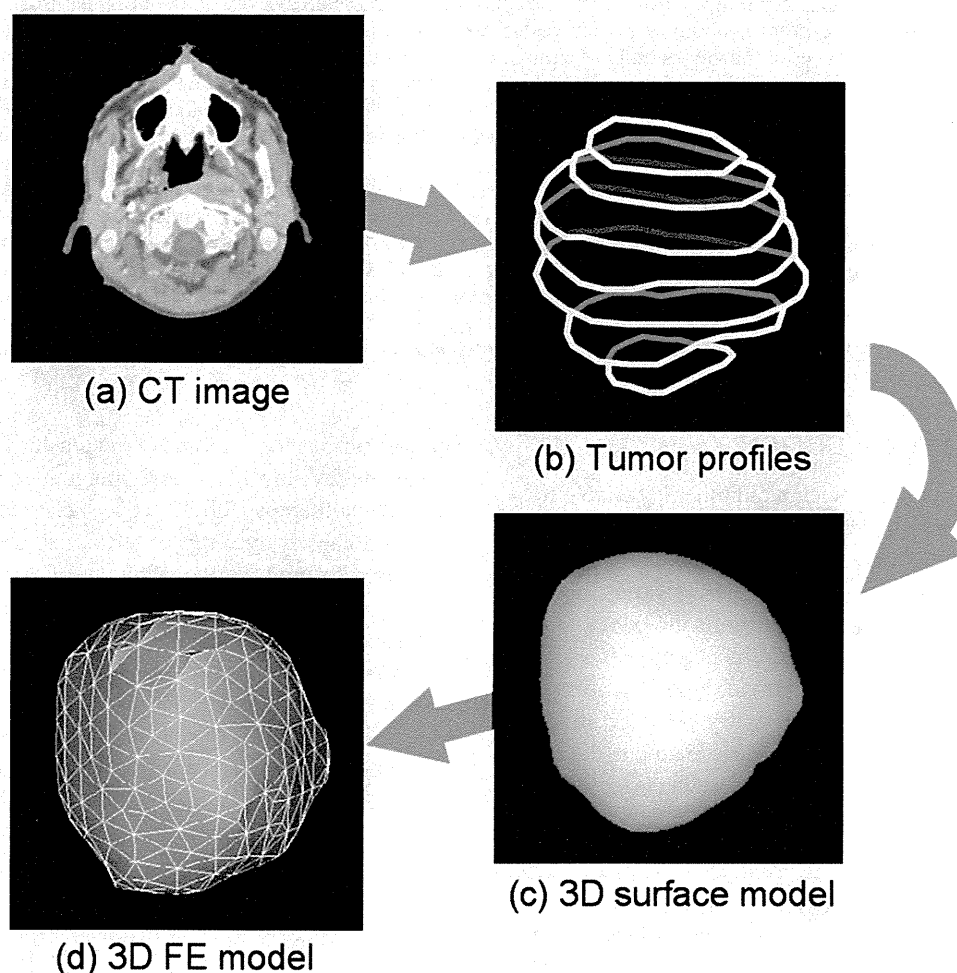 (a) CT image
(b) Tumor profiles
(c) 3D surface model
(d) 3D FE model